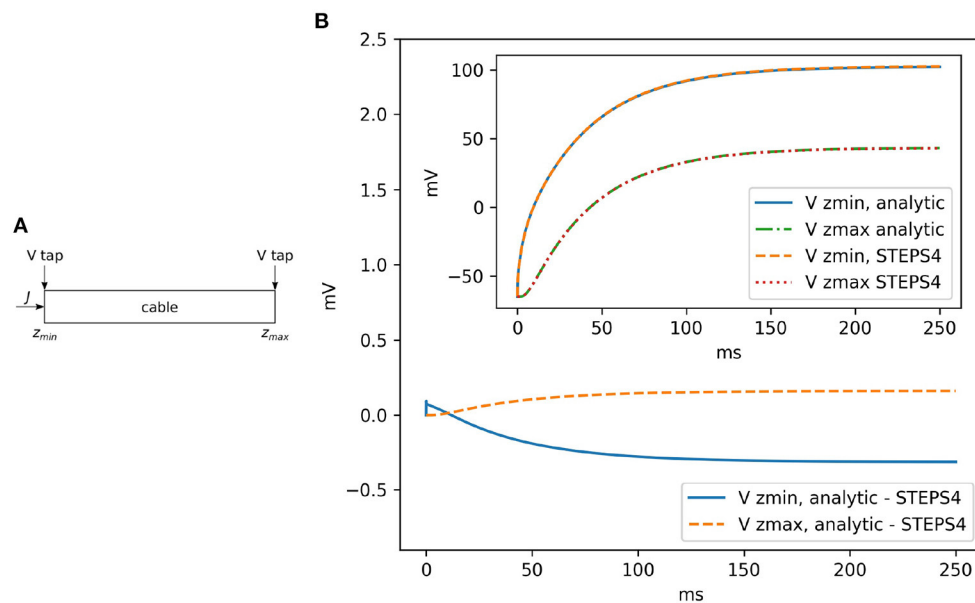 A
V tap
V tap
J
cable
z_min
z_max
B
2.5
2.0
1.5
1.0
0.5
0.0
−0.5
mV
0
50
100
150
200
250
ms
100
50
0
−50
mV
0
50
100
150
200
250
ms
V zmin, analytic
V zmax analytic
V zmin, STEPS4
V zmax STEPS4
V zmin, analytic - STEPS4
V zmax, analytic - STEPS4